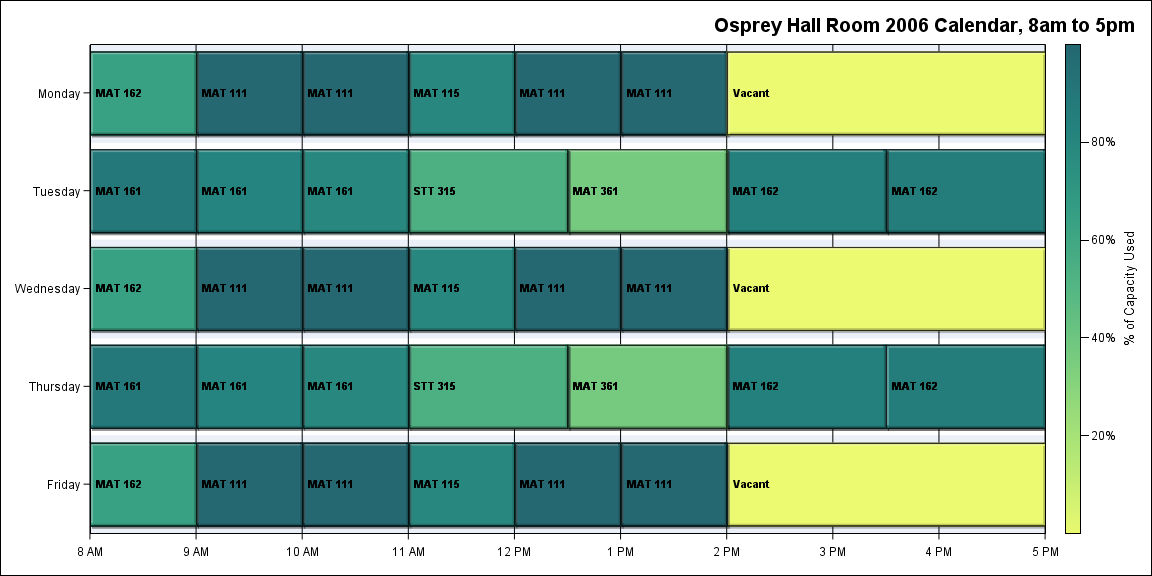 Osprey Hall Room 2006 Calendar, 8am to 5pm
Monday
MAT 162
MAT 111
MAT 111
MAT 115
MAT 111
MAT 111
Vacant
Tuesday
MAT 161
MAT 161
MAT 161
STT 315
MAT 361
MAT 162
MAT 162
Wednesday
MAT 162
MAT 111
MAT 111
MAT 115
MAT 111
MAT 111
Vacant
Thursday
MAT 161
MAT 161
MAT 161
STT 315
MAT 361
MAT 162
MAT 162
Friday
MAT 162
MAT 111
MAT 111
MAT 115
MAT 111
MAT 111
Vacant
8 AM
9 AM
10 AM
11 AM
12 PM
1 PM
2 PM
3 PM
4 PM
5 PM
80%
60%
40%
20%
% of Capacity Used